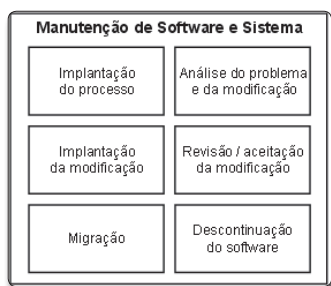 Manutenção de Software e Sistema
Implantação
do processo
Análise do problema
e da modificação
Implantação
da modificação
Revisão / aceitação
da modificação
Migração
Descontinuação
do software